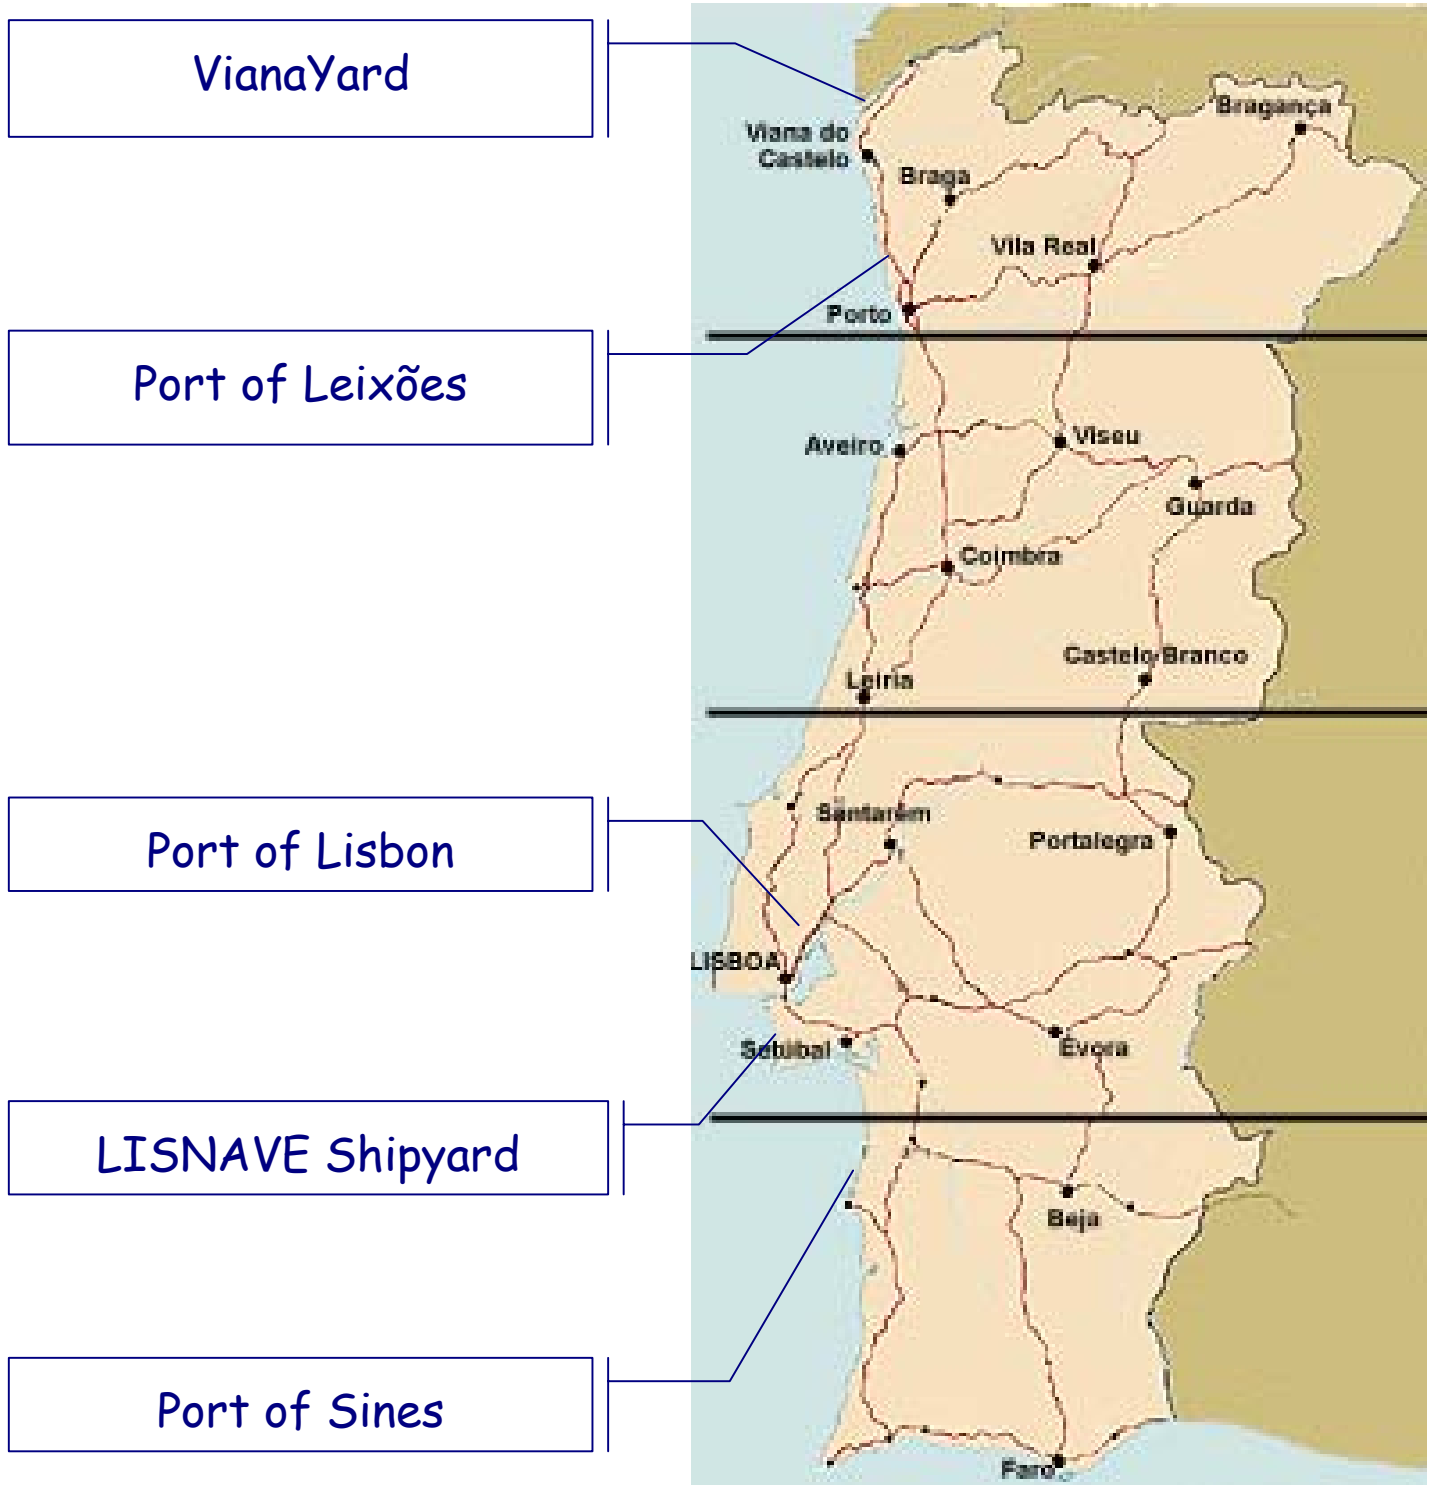 VianaYard
Viana do
Castelo
Bragança
Braga
Vila Real
Porto
Port of Leixões
Aveiro
Viseu
Guarda
Coimbra
Castelo Branco
Leiria
Port of Lisbon
Santarém
Portalegra
LISBOA
Setúbal
Évora
LISNAVE Shipyard
Beja
Port of Sines
Faro